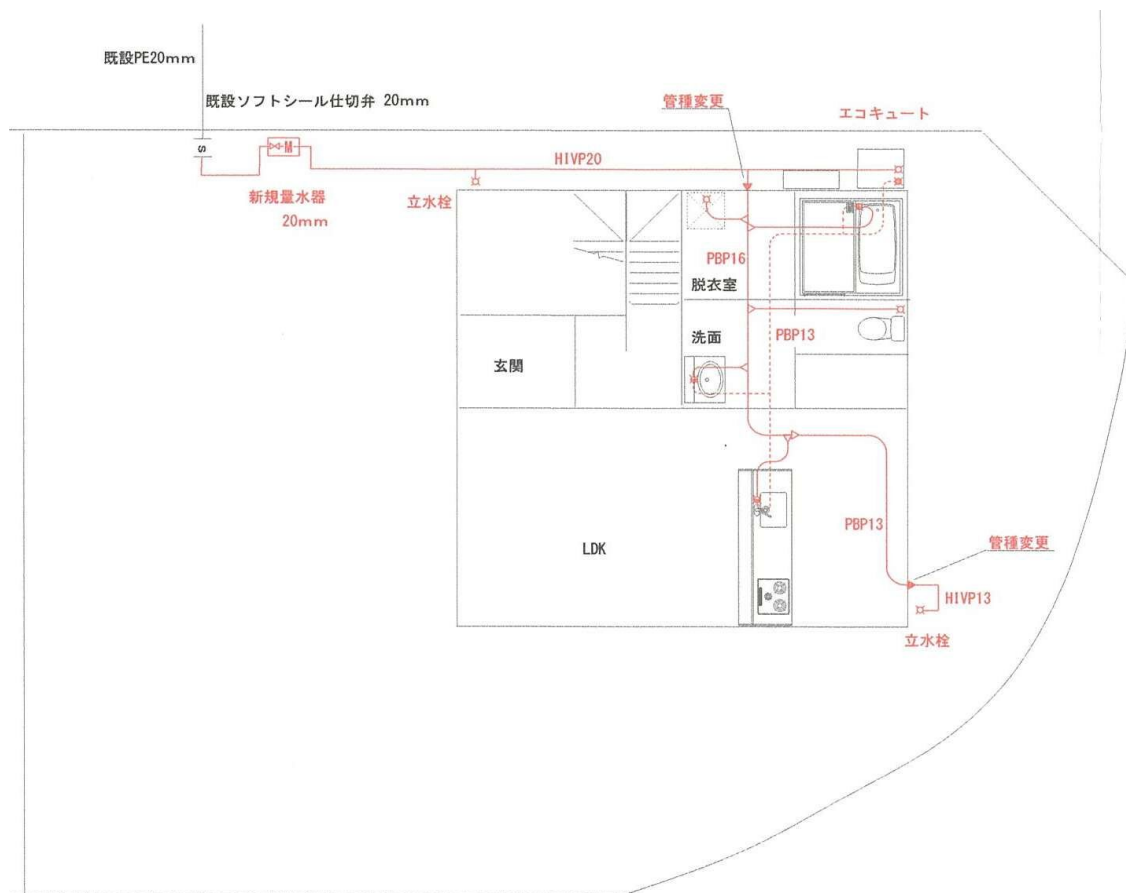 既設PE20mm
既設ソフトシール仕切弁 20mm
管種変更
エコキュート
S
M
HIVP20
新規量水器
20mm
立水栓
PBP16
脱衣室
洗面
PBP13
玄関
LDK
PBP13
管種変更
HIVP13
立水栓